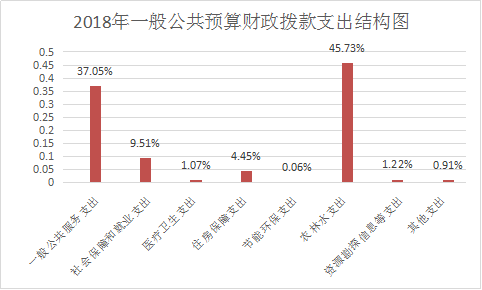 2018年一般公共预算财政拨款支出结构图
0.5
0.45
0.4
0.35
0.3
0.25
0.2
0.15
0.1
0.05
0
37.05%
9.51%
1.07%
4.45%
0.06%
45.73%
1.22%
0.91%
一般公共服务支出
社会保障和就业支出
医疗卫生支出
住房保障支出
节能环保支出
农林水支出
资源勘探信息等支出
其他支出